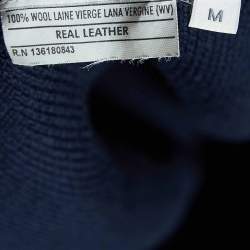 100% WOOL LAINE VIERGE LANA VERGINE (WV)
REAL LEATHER
R.N 136180843
M